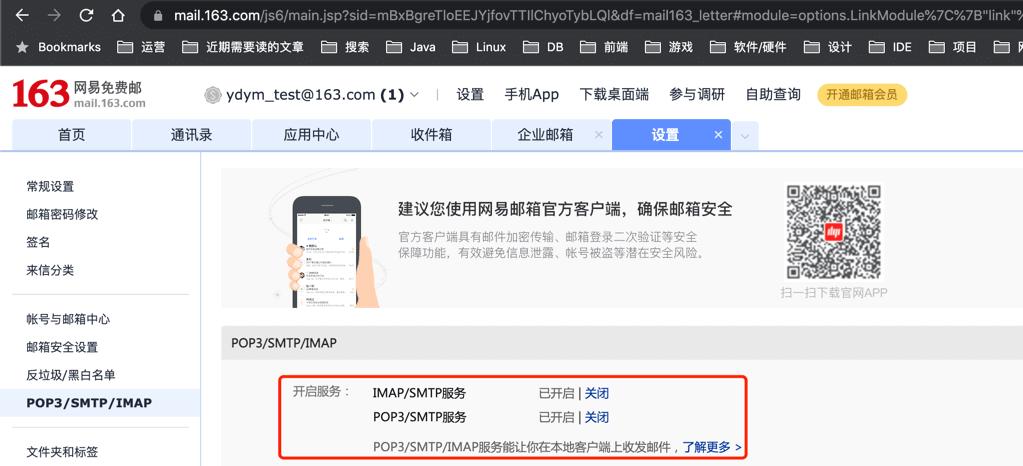 mail.163.com/js6/main.jsp?sid=mBxBgreTloEEJYjfovTTIlChyoTybLQl&df=mail163_letter#module=options.LinkModule%7C%7B"link"%
Bookmarks 运营 近期需要读的文章 搜索 Java Linux DB 前端 游戏 软件/硬件 设计 IDE 项目
163 网易免费邮 mail.163.com
ydym_test@163.com (1) 设置 手机App 下载桌面端 参与调研 自助查询 开通邮箱会员
首页 通讯录 应用中心 收件箱 企业邮箱 × 设置 ×
常规设置
邮箱密码修改
签名
来信分类
帐号与邮箱中心
邮箱安全设置
反垃圾/黑白名单
POP3/SMTP/IMAP
文件夹和标签
建议您使用网易邮箱官方客户端，确保邮箱安全
官方客户端具有邮件加密传输、邮箱登录二次验证等安全
保障功能，有效避免信息泄露、帐号被盗等潜在安全风险。
扫一扫下载官网APP
POP3/SMTP/IMAP
开启服务： IMAP/SMTP服务 已开启 | 关闭
POP3/SMTP服务 已开启 | 关闭
POP3/SMTP/IMAP服务能让你在本地客户端上收发邮件，了解更多 >